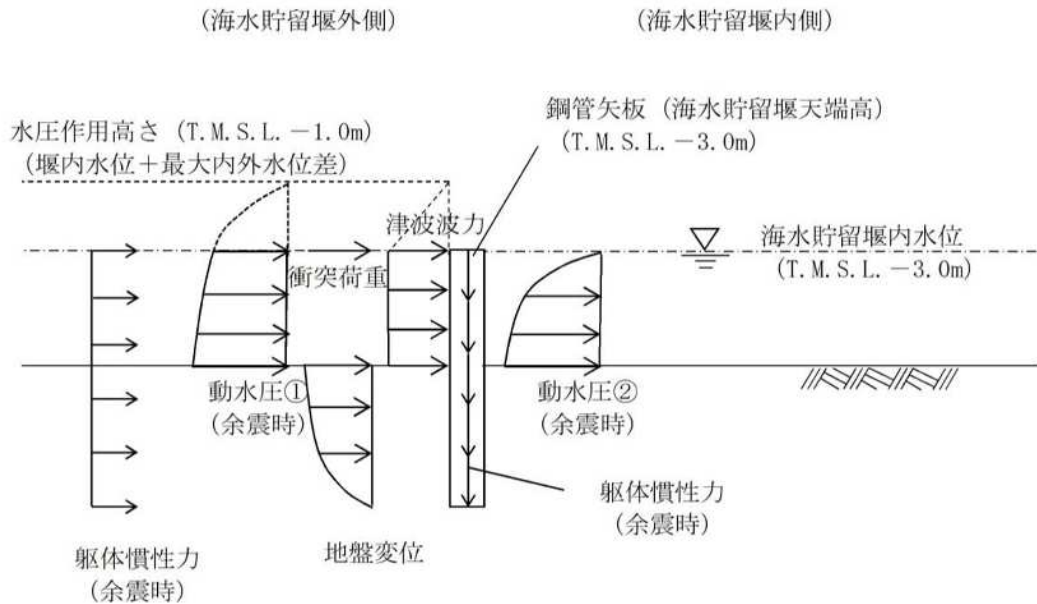 （海水貯留堰外側）
（海水貯留堰内側）
鋼管矢板（海水貯留堰天端高）
（T.M.S.L.－3.0m）
水圧作用高さ（T.M.S.L.－1.0m）
（堰内水位＋最大内外水位差）
津波波力
海水貯留堰内水位
（T.M.S.L.－3.0m）
衝突荷重
動水圧①
（余震時）
動水圧②
（余震時）
躯体慣性力
（余震時）
地盤変位
躯体慣性力
（余震時）